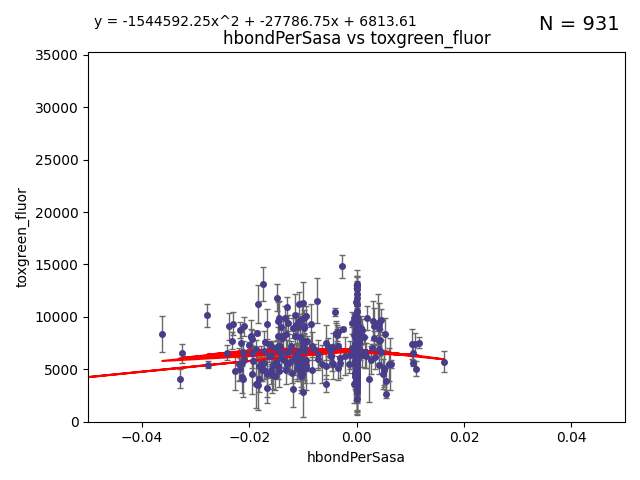 y = -1544592.25x^2 + -27786.75x + 6813.61
N = 931
hbondPerSasa vs toxgreen_fluor
35000
30000
25000
20000
15000
10000
5000
0
toxgreen_fluor
−0.04
−0.02
0.00
0.02
0.04
hbondPerSasa